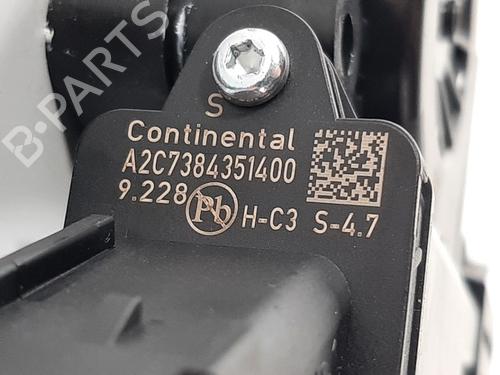 B-PARTS
S
Continental
A2C7384351400
9.228 Pb H-C3 S-4.7